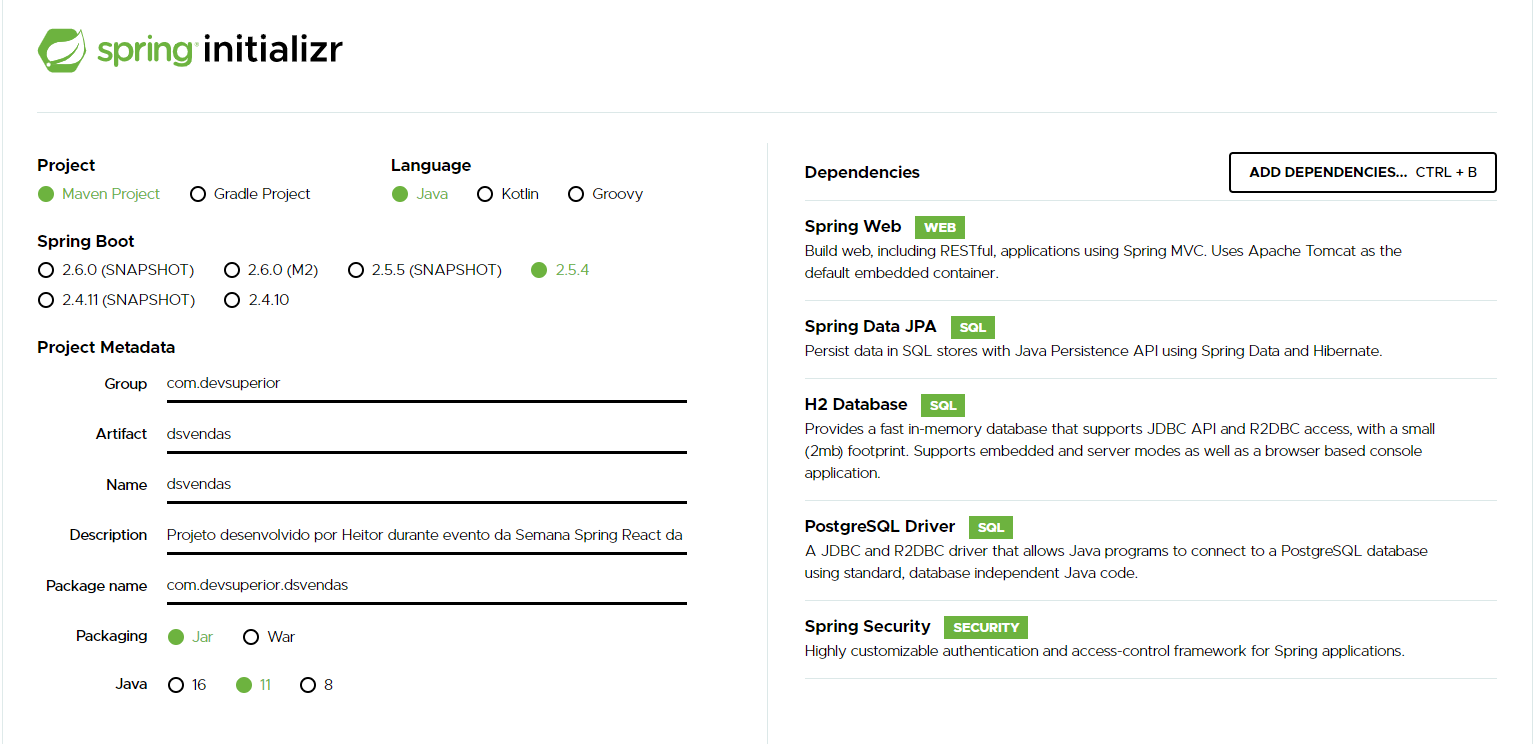 spring initializr
Project
Maven Project Gradle Project
Language
Java Kotlin Groovy
Spring Boot
2.6.0 (SNAPSHOT) 2.6.0 (M2) 2.5.5 (SNAPSHOT) 2.5.4
2.4.11 (SNAPSHOT) 2.4.10
Project Metadata
Group com.devsuperior
Artifact dsvendas
Name dsvendas
Description Projeto desenvolvido por Heitor durante evento da Semana Spring React da
Package name com.devsuperior.dsvendas
Packaging Jar War
Java 16 11 8
Dependencies
ADD DEPENDENCIES... CTRL + B
Spring Web WEB
Build web, including RESTful, applications using Spring MVC. Uses Apache Tomcat as the
default embedded container.
Spring Data JPA SQL
Persist data in SQL stores with Java Persistence API using Spring Data and Hibernate.
H2 Database SQL
Provides a fast in-memory database that supports JDBC API and R2DBC access, with a small
(2mb) footprint. Supports embedded and server modes as well as a browser based console
application.
PostgreSQL Driver SQL
A JDBC and R2DBC driver that allows Java programs to connect to a PostgreSQL database
using standard, database independent Java code.
Spring Security SECURITY
Highly customizable authentication and access-control framework for Spring applications.